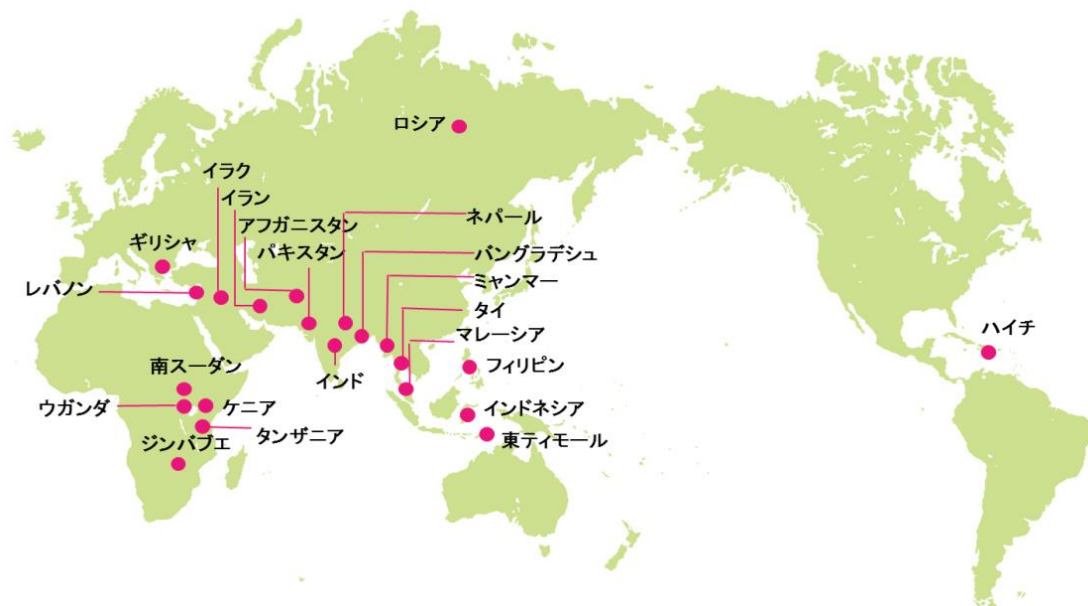 ロシア
イラク
イラン
アフガニスタン
パキスタン
ギリシャ
レバノン
ネパール
バングラデシュ
ミャンマー
タイ
マレーシア
フィリピン
インド
インドネシア
東ティモール
南スーダン
ウガンダ
ケニア
タンザニア
ジンバブエ
ハイチ